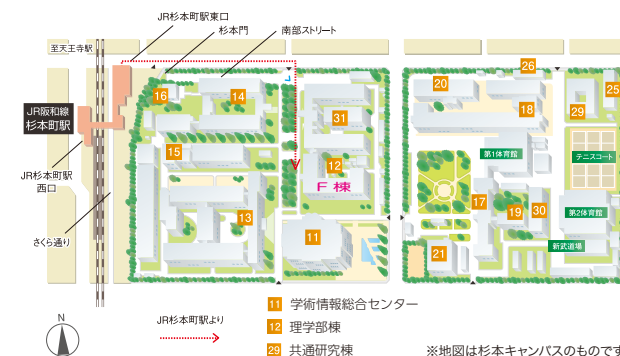 JR杉本町駅東口
杉本門
南部ストリート
至天王寺駅
JR阪和線
杉本町駅
JR杉本町駅
西口
さくら通り
16
14
15
13
31
12
F 棟
11
20
26
18
29
25
第1体育館
テニスコート
17
19
30
第2体育館
新武道場
21
11 学術情報総合センター
12 理学部棟
29 共通研究棟
N
JR杉本町駅より
※地図は杉本キャンパスのものです